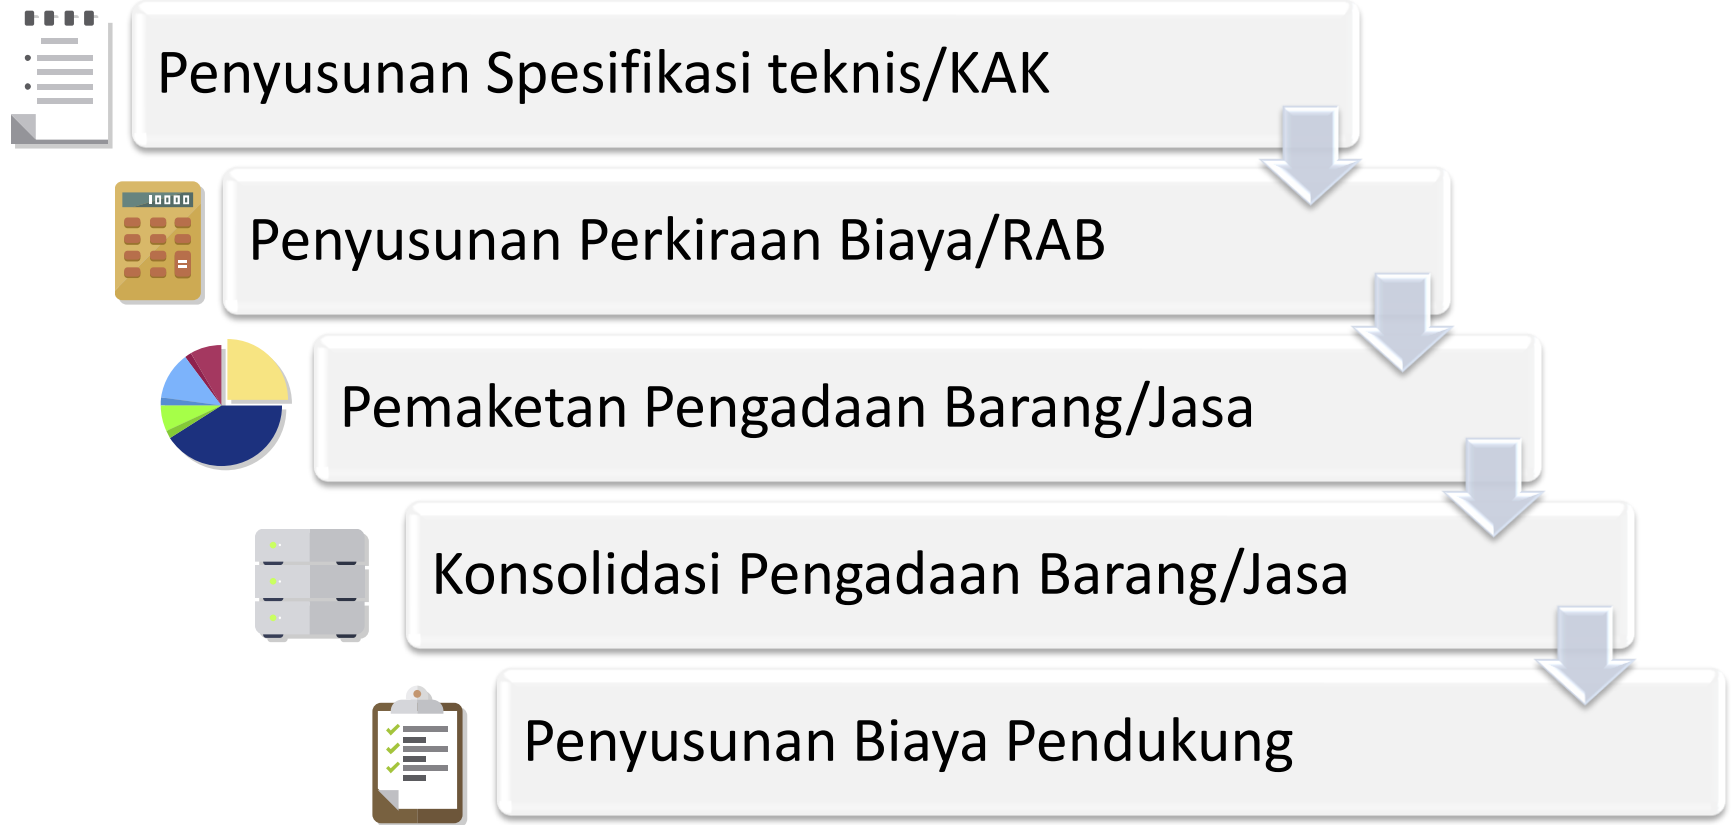 Penyusunan Spesifikasi teknis/KAK
10000
Penyusunan Perkiraan Biaya/RAB
Pemaketan Pengadaan Barang/Jasa
Konsolidasi Pengadaan Barang/Jasa
Penyusunan Biaya Pendukung